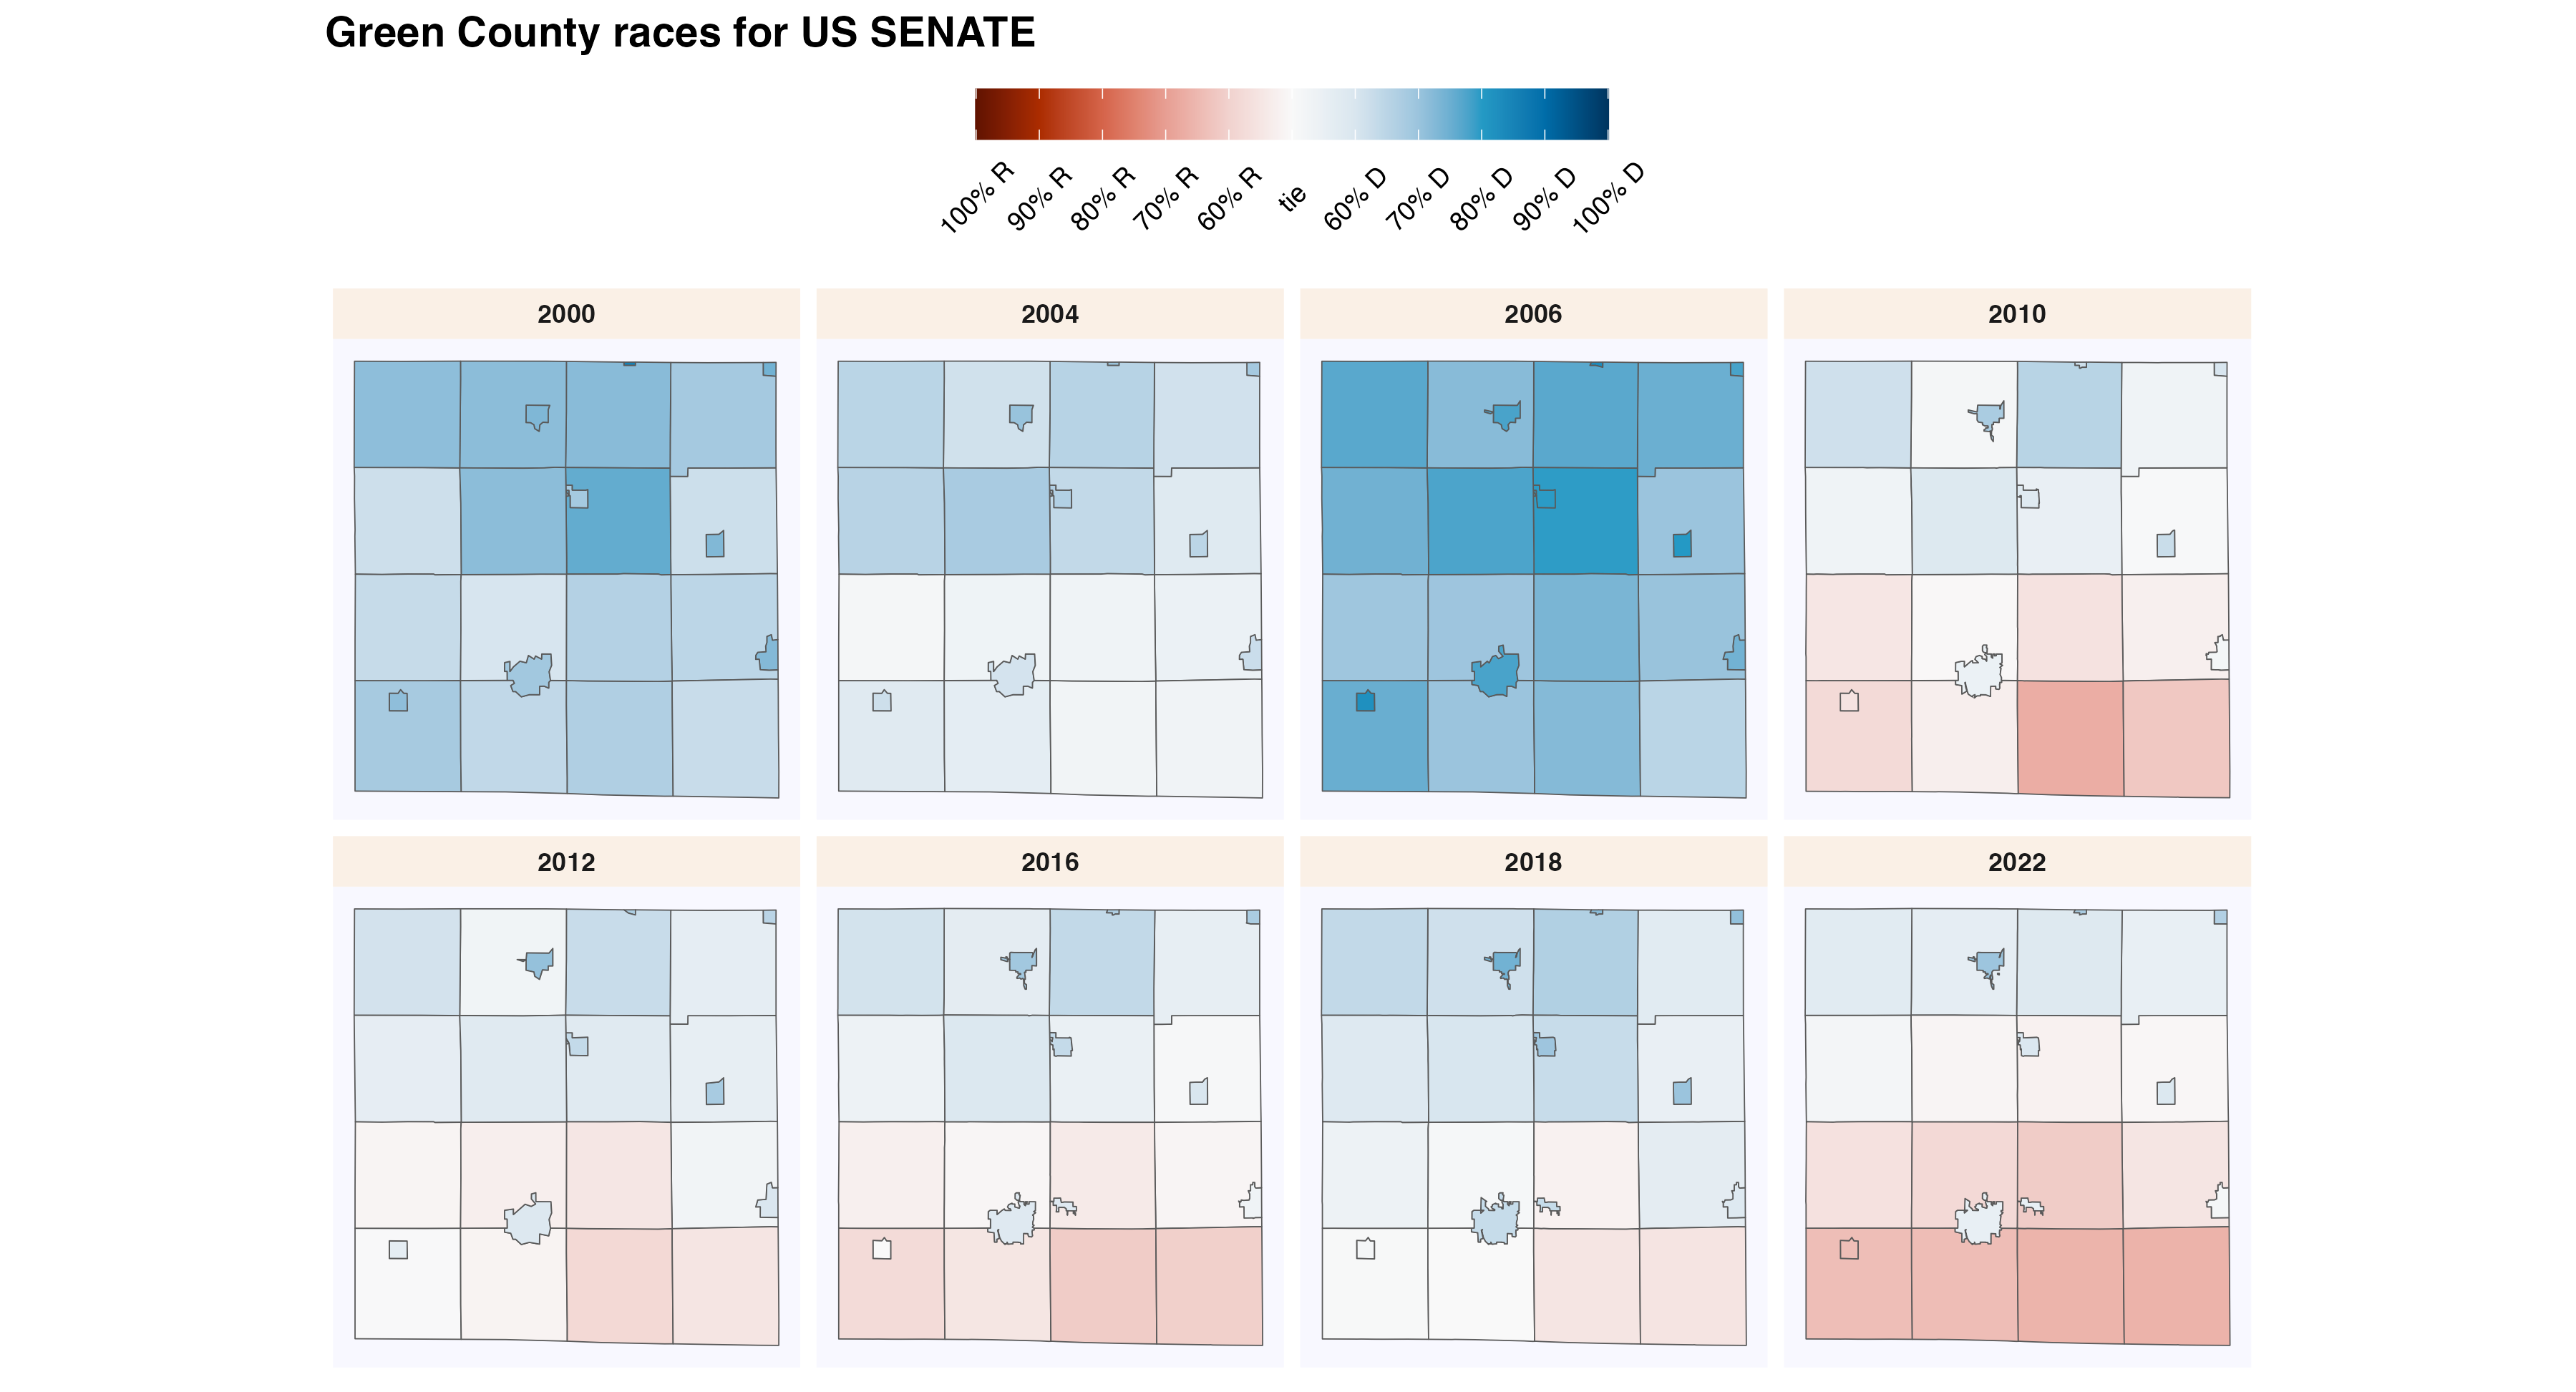 Green County races for US SENATE
100% R
90% R
80% R
70% R
60% R
tie
60% D
70% D
80% D
90% D
100% D
2000
2004
2006
2010
2012
2016
2018
2022